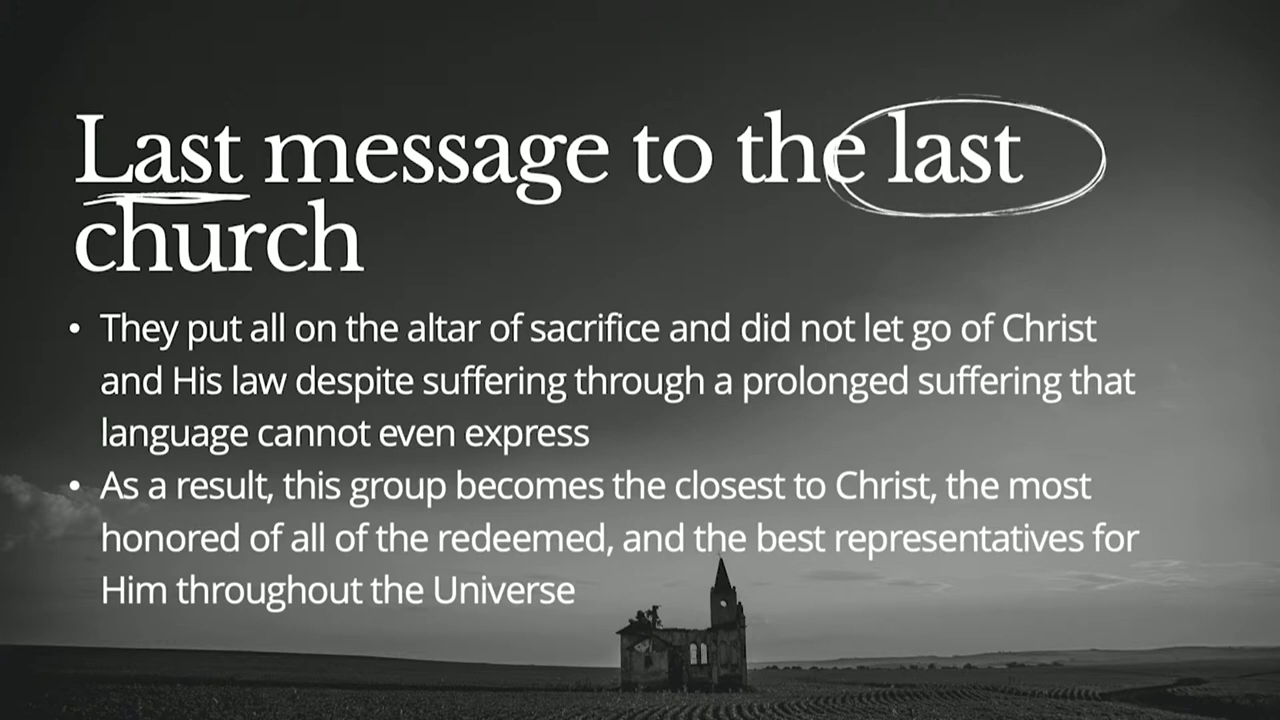 Last message to the last
church
• They put all on the altar of sacrifice and did not let go of Christ
and His law despite suffering through a prolonged suffering that
language cannot even express
• As a result, this group becomes the closest to Christ, the most
honored of all of the redeemed, and the best representatives for
Him throughout the Universe